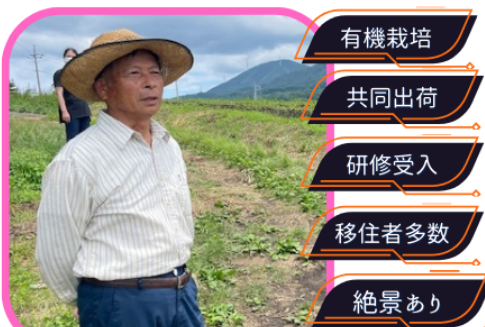 有機栽培
共同出荷
研修受入
移住者多数
絶景あり